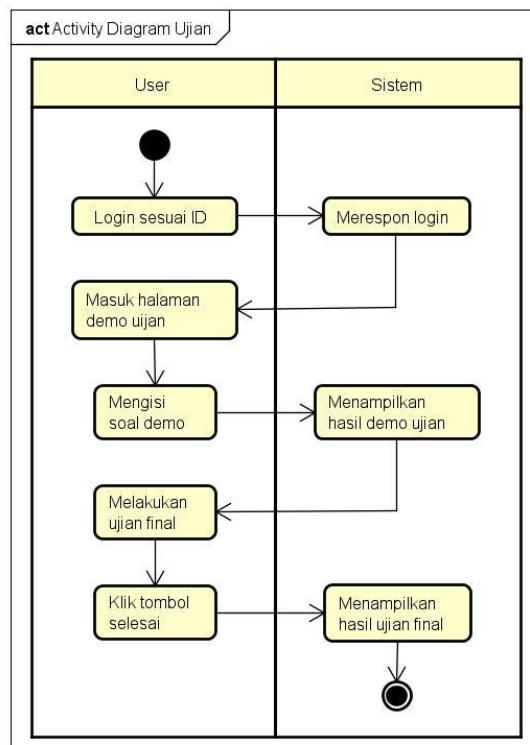 act Activity Diagram Ujian
User
Sistem
Login sesuai ID
Merespon login
Masuk halaman
demo uijan
Mengisi
soal demo
Menampilkan
hasil demo ujian
Melakukan
ujian final
Klik tombol
selesai
Menampilkan
hasil ujian final